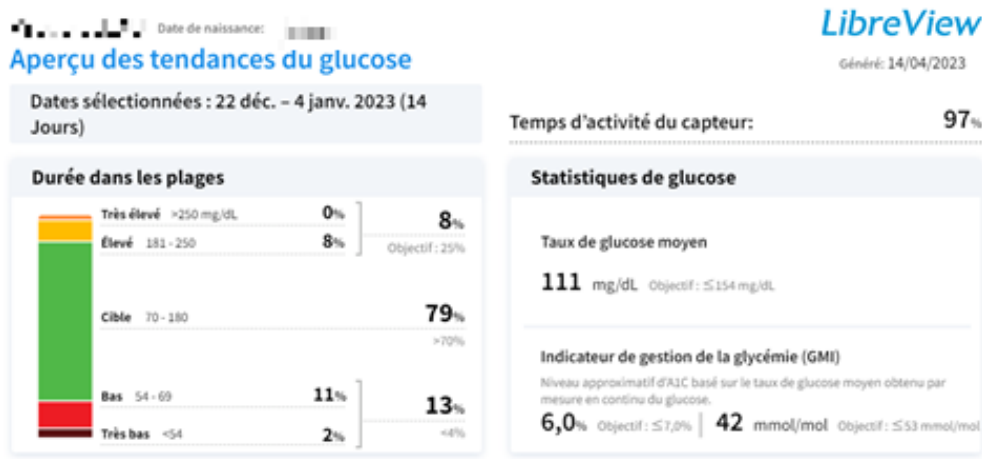 Date de naissance:
LibreView
Aperçu des tendances du glucose
Généré: 14/04/2023
Dates sélectionnées : 22 déc. – 4 janv. 2023 (14
Jours)
Temps d'activité du capteur: 97%
Durée dans les plages
Très élevé >250 mg/dL 0%
Élevé 181 - 250 8%
8%
Objectif : 25%
Cible 70 - 180 79%
>70%
Bas 54 - 69 11%
Très bas <54 2%
13%
<4%
Statistiques de glucose
Taux de glucose moyen
111 mg/dL Objectif : ≤154 mg/dL
Indicateur de gestion de la glycémie (GMI)
Niveau approximatif d'A1C basé sur le taux de glucose moyen obtenu par
mesure en continu du glucose.
6,0% Objectif : ≤7,0% | 42 mmol/mol Objectif : ≤53 mmol/mol